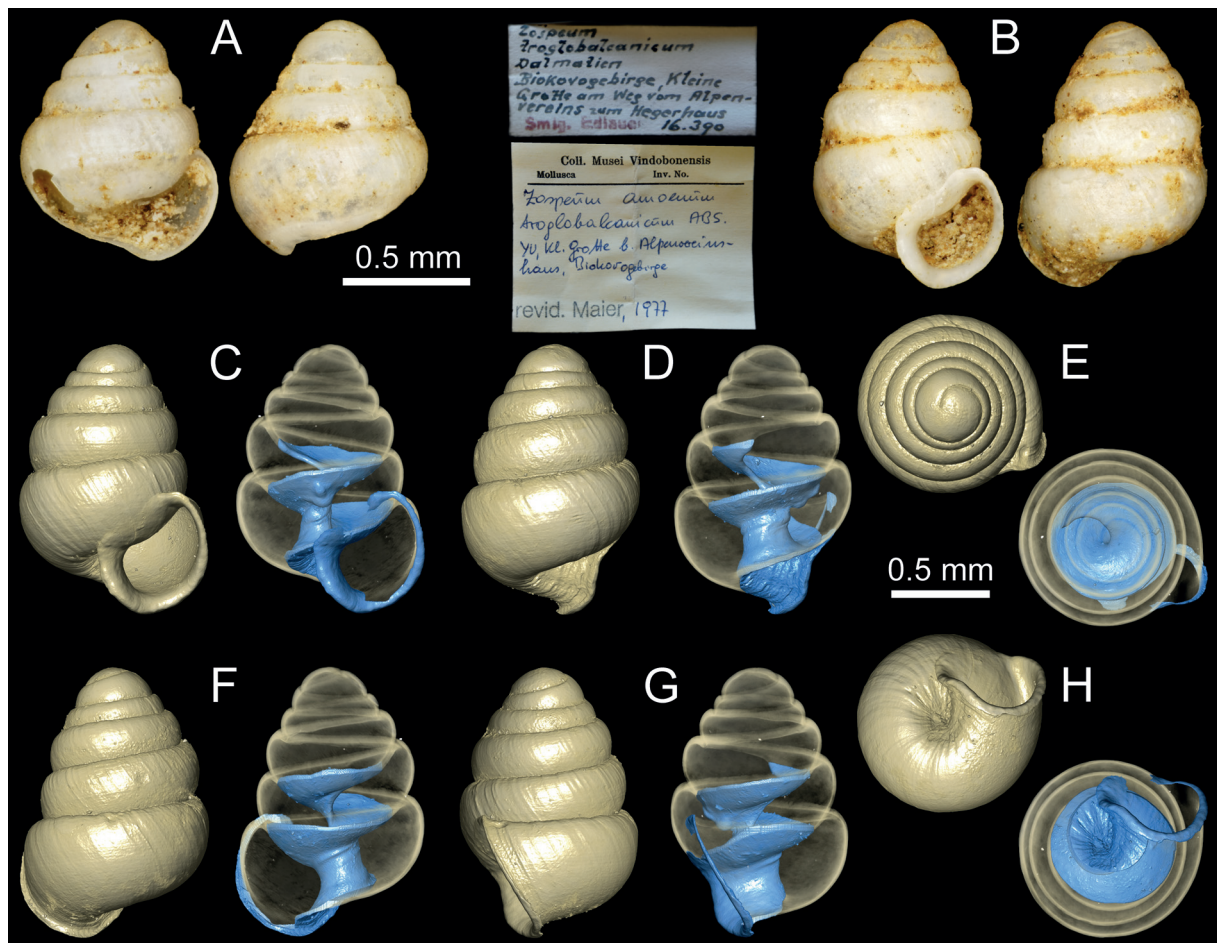 A
B
Zospeum
troglobalcanicum
Dalmatien
Biokovogebirge, Kleine
Grotte am Weg vom Alpen-
vereins zum Hegerhaus
Smlg. Edlauer 16.390
Coll. Musei Vindobonensis
Mollusca Inv. No.
Zospeum amoenum
troglobalcanicum ABS.
YU, Kl. Grotte b. Alpenvereins-
haus, Biokovogebirge
revid. Maier, 1977
0.5 mm
C
D
E
0.5 mm
F
G
H